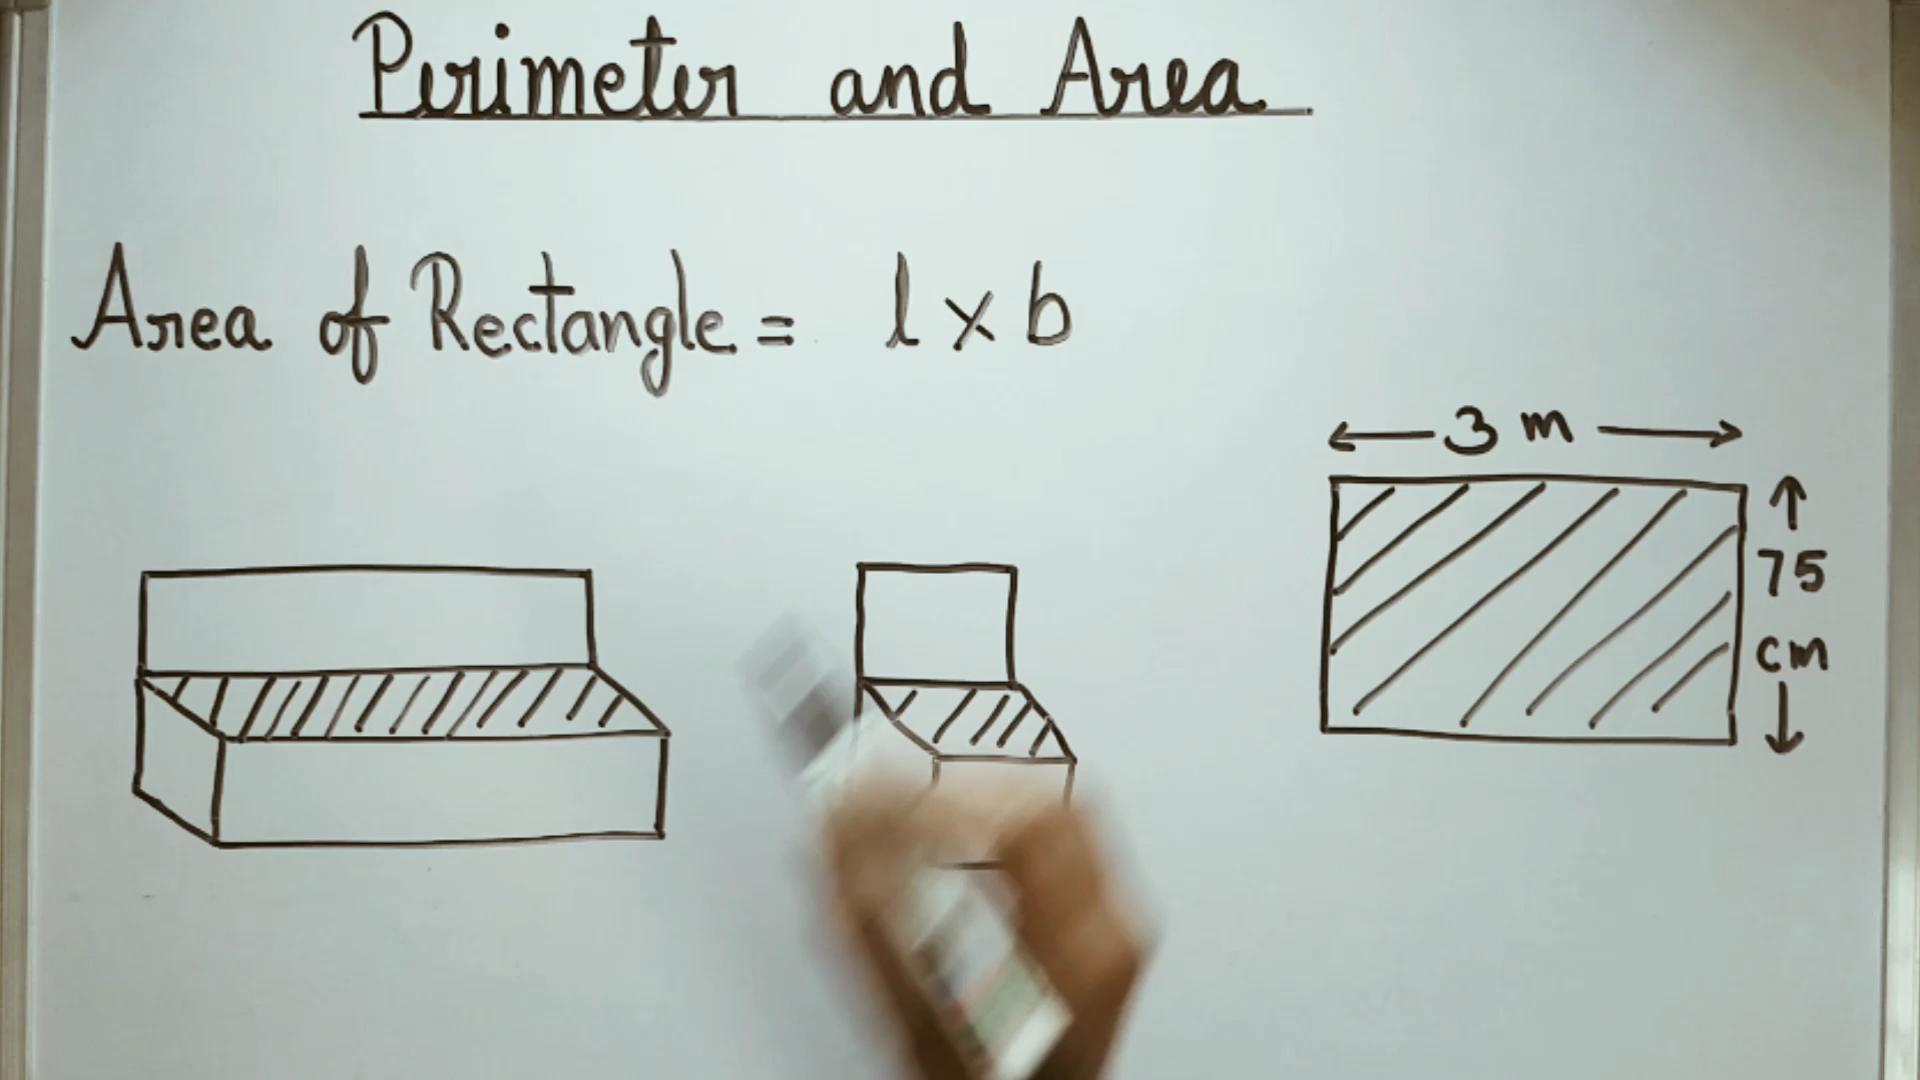 Perimeter and Area
Area of Rectangle = l × b
3 m
75
cm